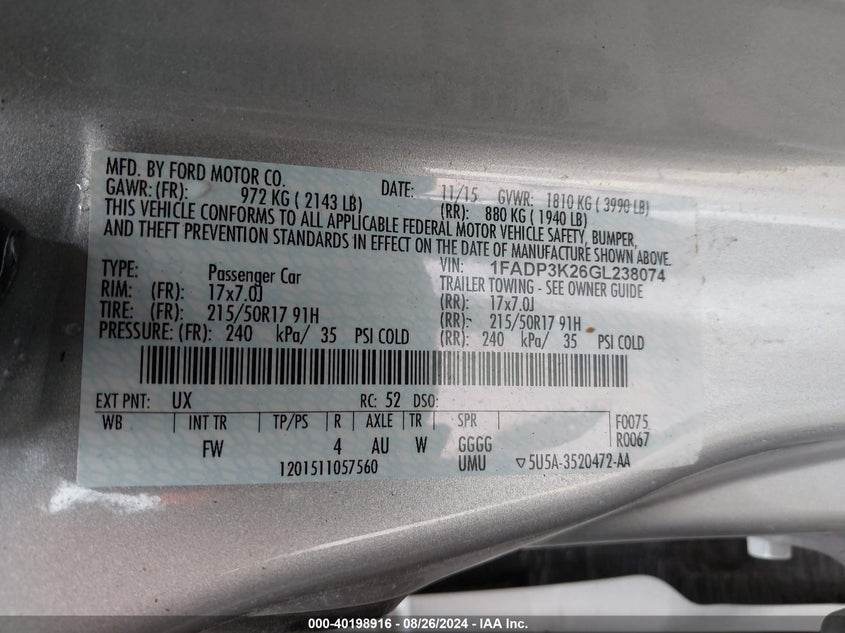 MFD. BY FORD MOTOR CO.
DATE: 11/15 GVWR: 1810 KG ( 3990 LB)
GAWR: (FR): 972 KG ( 2143 LB) (RR): 880 KG ( 1940 LB)
THIS VEHICLE CONFORMS TO ALL APPLICABLE FEDERAL MOTOR VEHICLE SAFETY, BUMPER,
AND THEFT PREVENTION STANDARDS IN EFFECT ON THE DATE OF MANUFACTURE SHOWN ABOVE.
VIN: 1FADP3K26GL238074
TYPE: Passenger Car TRAILER TOWING - SEE OWNER GUIDE
RIM: (FR): 17x7.0J (RR): 17x7.0J
TIRE: (FR): 215/50R17 91H (RR): 215/50R17 91H
PRESSURE: (FR): 240 kPa/ 35 PSI COLD (RR): 240 kPa/ 35 PSI COLD
EXT PNT: UX RC: 52 DSO:
WB INT TR TP/PS R AXLE TR SPR F0075
FW 4 AU W GGGG R0067
1201511057560 UMU ▽5U5A-3520472-AA
000-40198916 - 08/26/2024 - IAA Inc.